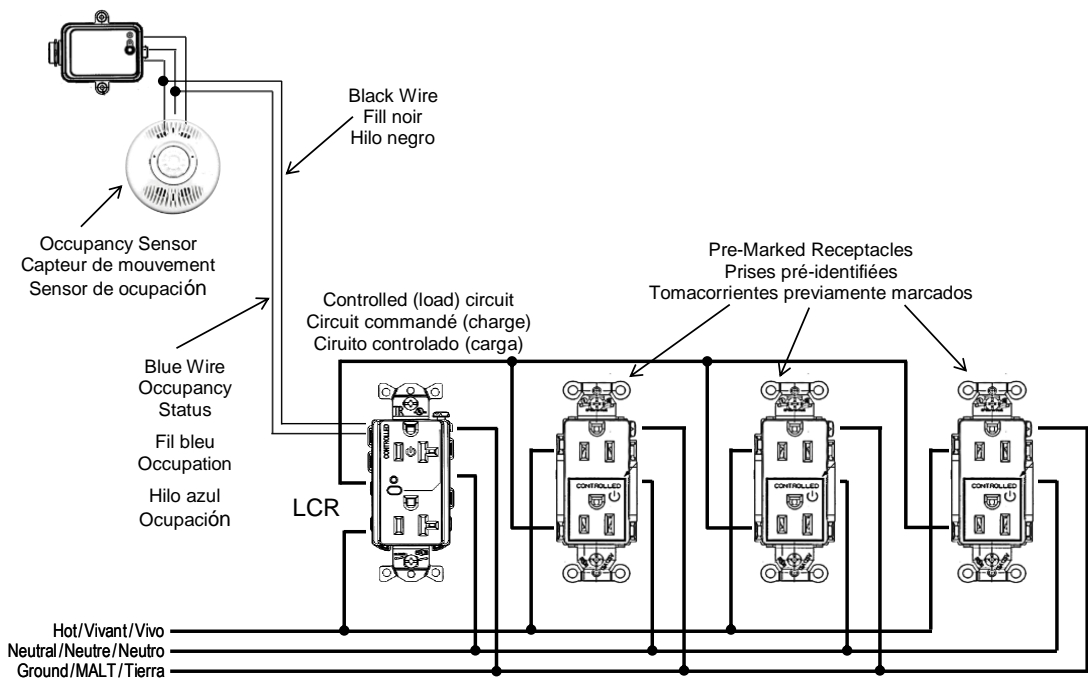 Black Wire
Fill noir
Hilo negro
Occupancy Sensor
Capteur de mouvement
Sensor de ocupación
Pre-Marked Receptacles
Prises pré-identifiées
Tomacorrientes previamente marcados
Controlled (load) circuit
Circuit commandé (charge)
Ciruito controlado (carga)
Blue Wire
Occupancy
Status
Fil bleu
Occupation
Hilo azul
Ocupación
LCR
CONTROLLED
CONTROLLED
CONTROLLED
CONTROLLED
Hot/Vivant/Vivo
Neutral/Neutre/Neutro
Ground/MALT/Tierra